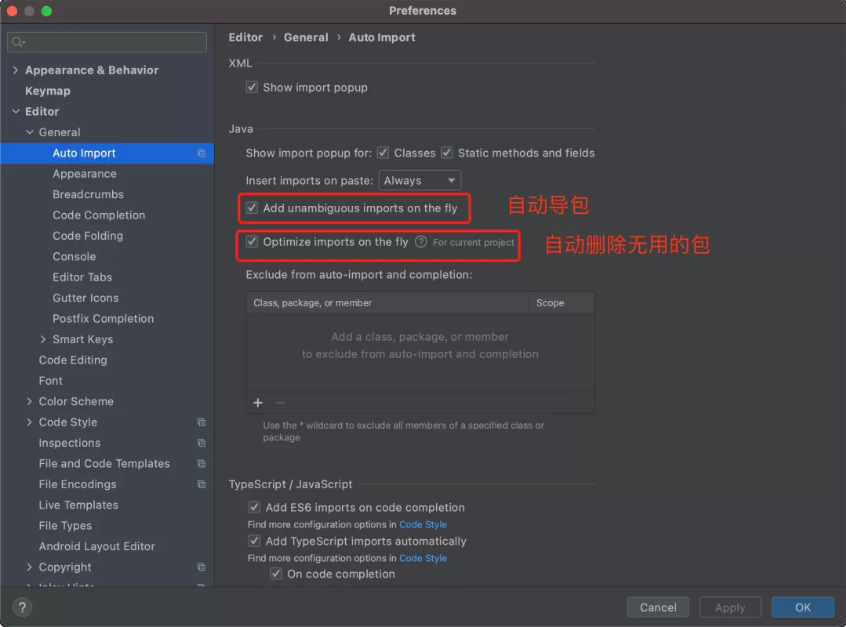 Preferences
Appearance & Behavior
Keymap
Editor
General
Auto Import
Appearance
Breadcrumbs
Code Completion
Code Folding
Console
Editor Tabs
Gutter Icons
Postfix Completion
Smart Keys
Code Editing
Font
Color Scheme
Code Style
Inspections
File and Code Templates
File Encodings
Live Templates
File Types
Android Layout Editor
Copyright
Editor › General › Auto Import
XML
Show import popup
Java
Show import popup for: Classes Static methods and fields
Insert imports on paste: Always
Add unambiguous imports on the fly 自动导包
Optimize imports on the fly ? For current project 自动删除无用的包
Exclude from auto-import and completion:
Class, package, or member Scope
Add a class, package, or member
to exclude from auto-import and completion
Use the * wildcard to exclude all members of a specified class or
package
TypeScript / JavaScript
Add ES6 imports on code completion
Find more configuration options in Code Style
Add TypeScript imports automatically
Find more configuration options in Code Style
On code completion
? Cancel Apply OK